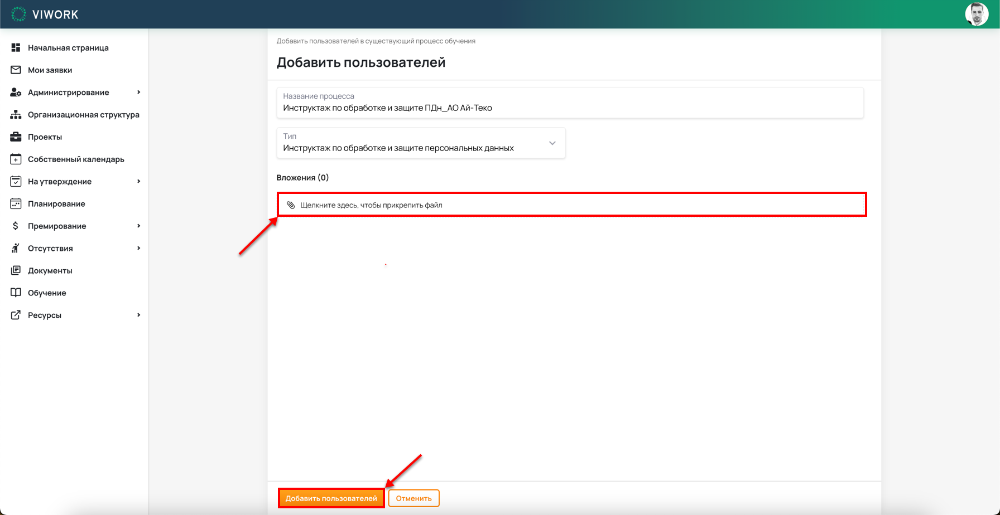 VIWORK
Начальная страница
Мои заявки
Администрирование
Организационная структура
Проекты
Собственный календарь
На утверждение
Планирование
Премирование
Отсутствия
Документы
Обучение
Ресурсы
Добавить пользователей в существующий процесс обучения
Добавить пользователей
Название процесса
Инструктаж по обработке и защите ПДн_АО Ай-Теко
Тип
Инструктаж по обработке и защите персональных данных
Вложения (0)
Щелкните здесь, чтобы прикрепить файл
Добавить пользователей
Отменить